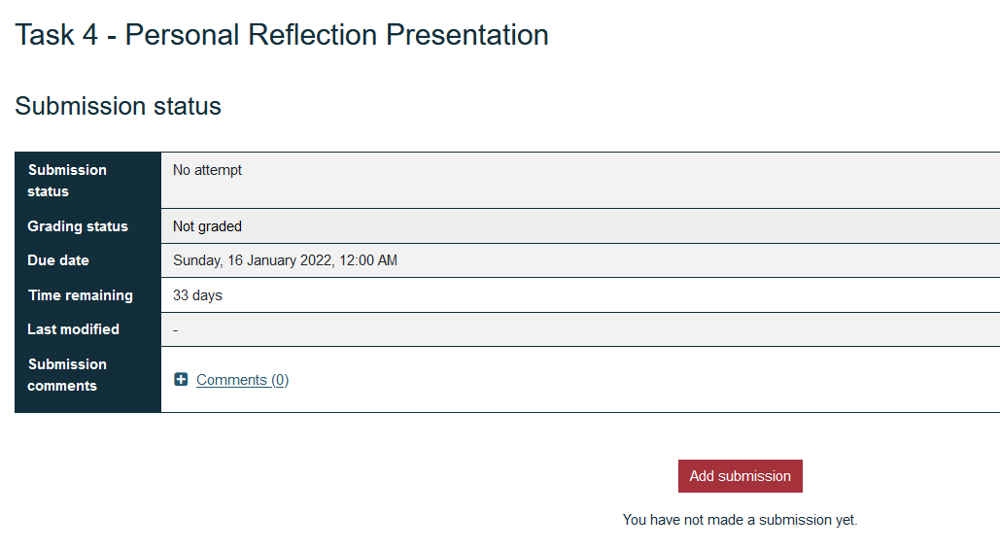 Task 4 - Personal Reflection Presentation
Submission status
Submission status No attempt
Grading status Not graded
Due date Sunday, 16 January 2022, 12:00 AM
Time remaining 33 days
Last modified -
Submission comments Comments (0)
Add submission
You have not made a submission yet.